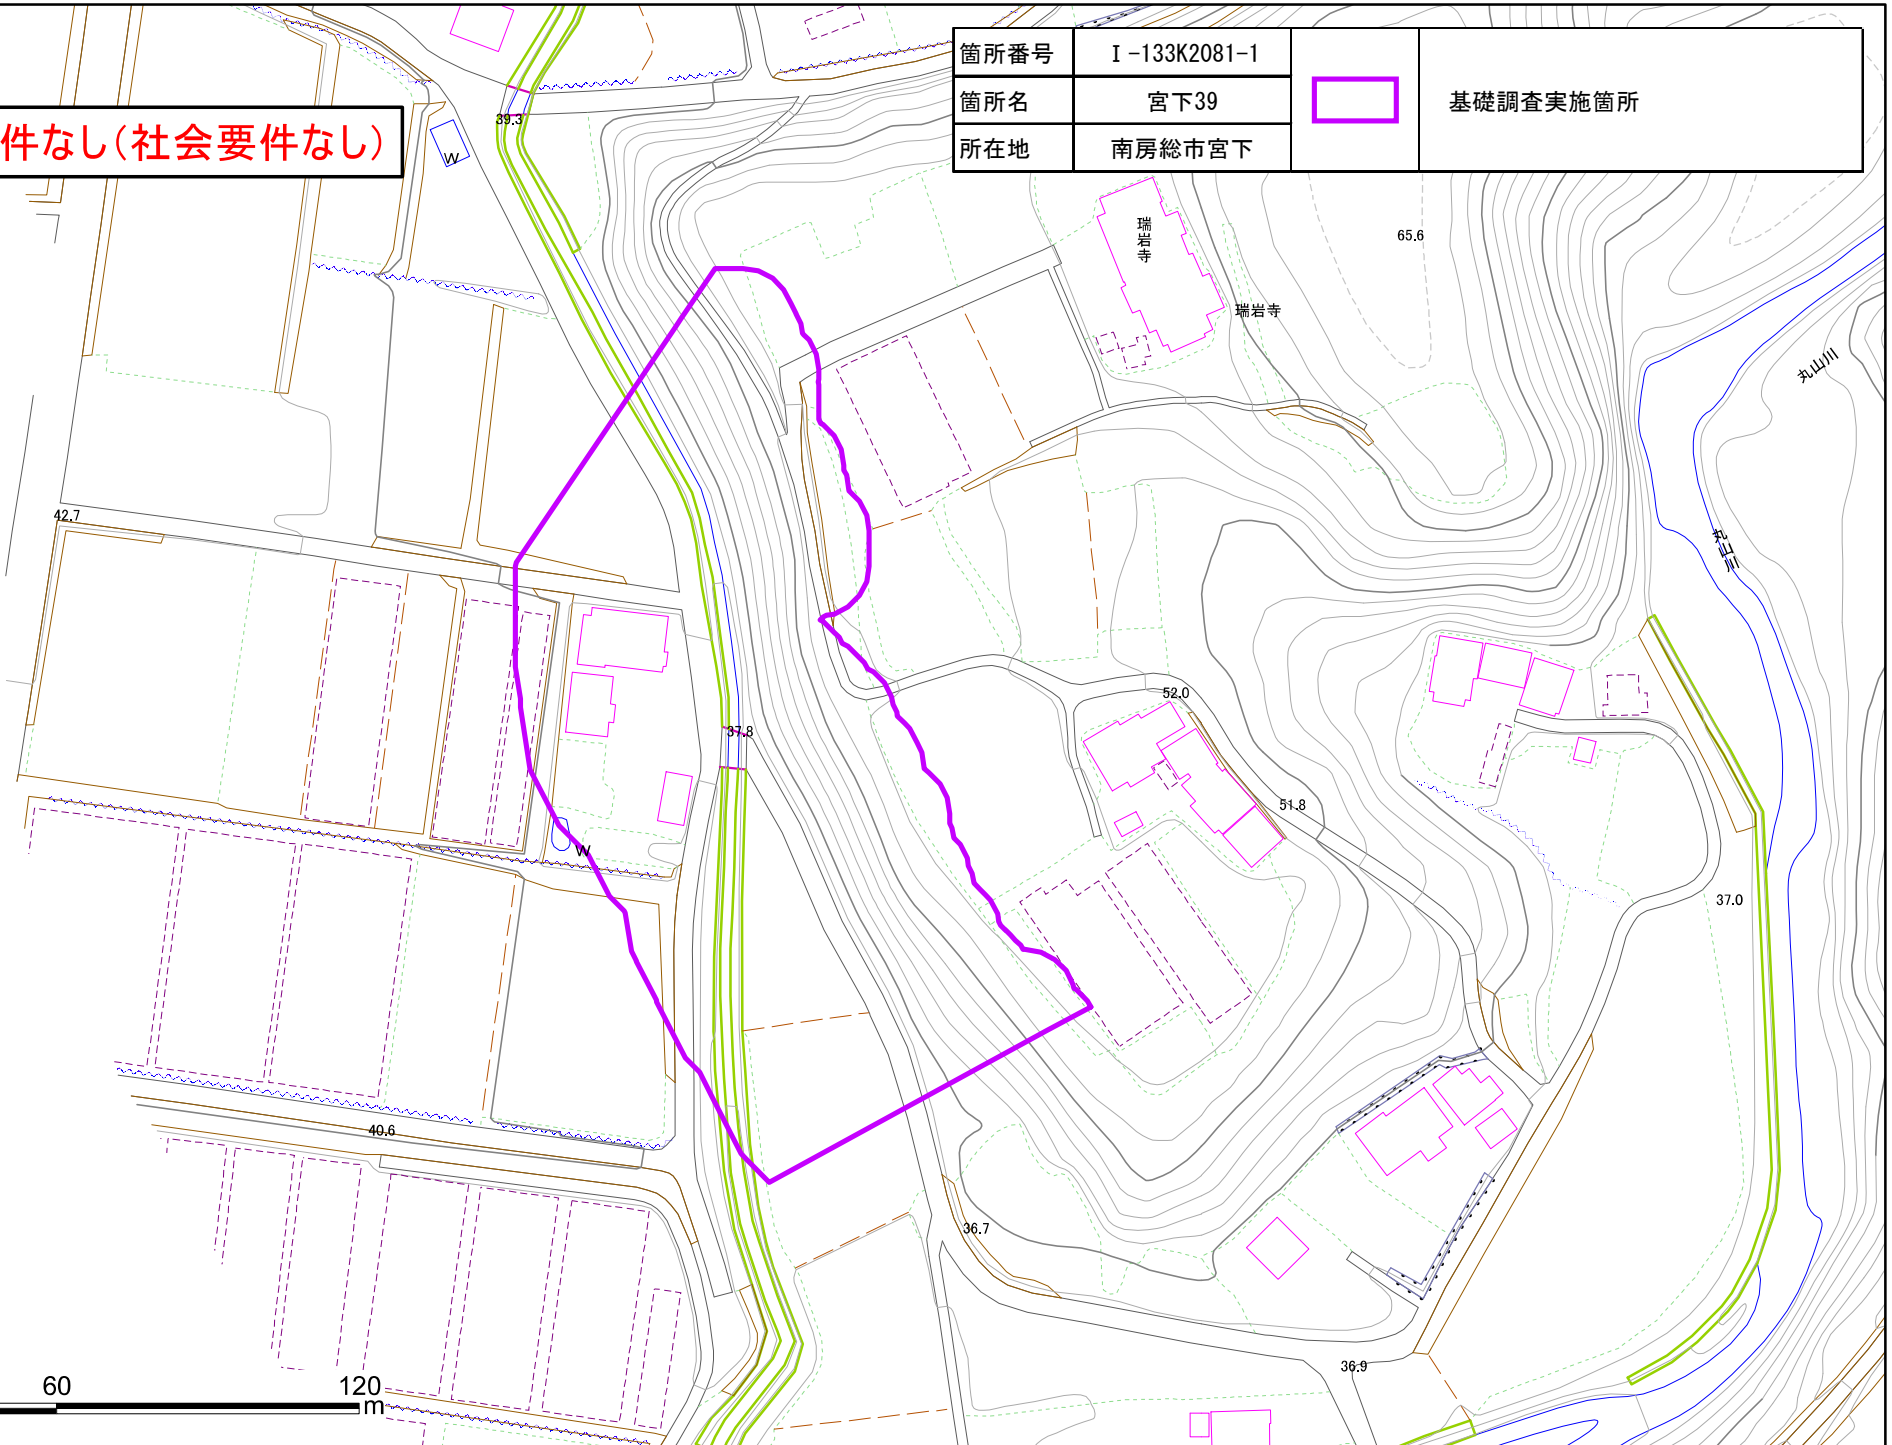 箇所番号 Ⅰ-133K2081-1
箇所名 宮下39
所在地 南房総市宮下
基礎調査実施箇所
件なし(社会要件なし)
39.3
W
瑞岩寺
65.6
瑞岩寺
丸山川
42.7
丸山川
52.0
37.8
51.8
W
37.0
40.6
36.7
36.9
60
120
m